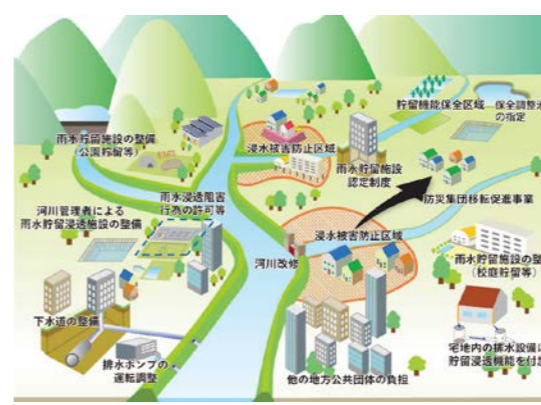 貯留機能保全区域
保全調整池
の指定
雨水貯留施設の整備
（公園貯留等）
浸水被害防止区域
雨水貯留施設
認定制度
雨水浸透阻害
行為の許可等
防災集団移転促進事業
河川管理者による
雨水貯留浸透施設の整備
浸水被害防止区域
河川改修
雨水貯留施設の整
（校庭貯留等）
下水道の整備
排水ポンプの
運転調整
他の地方公共団体の負担
宅地内の排水設備に
貯留浸透機能を付加